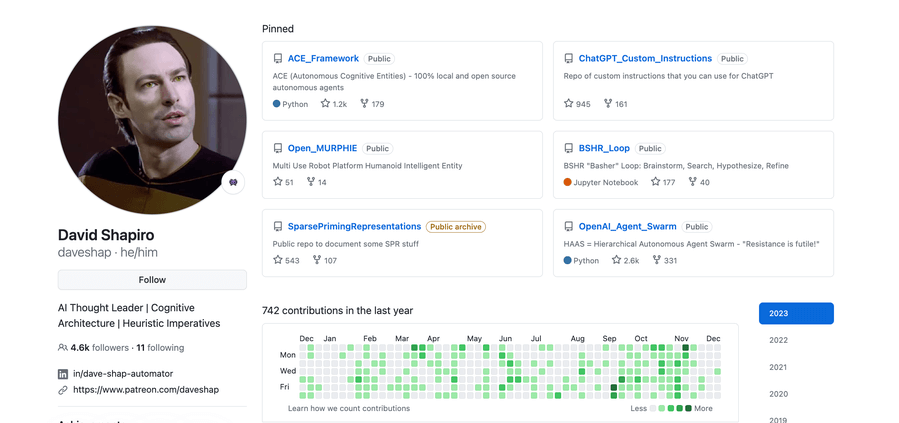 Pinned
ACE_Framework Public
ACE (Autonomous Cognitive Entities) - 100% local and open source
autonomous agents
Python 1.2k 179
ChatGPT_Custom_Instructions Public
Repo of custom instructions that you can use for ChatGPT
945 161
Open_MURPHIE Public
Multi Use Robot Platform Humanoid Intelligent Entity
51 14
BSHR_Loop Public
BSHR "Basher" Loop: Brainstorm, Search, Hypothesize, Refine
Jupyter Notebook 177 40
SparsePrimingRepresentations Public archive
Public repo to document some SPR stuff
543 107
OpenAI_Agent_Swarm Public
HAAS = Hierarchical Autonomous Agent Swarm - "Resistance is futile!"
Python 2.6k 331
David Shapiro
daveshap · he/him
Follow
AI Thought Leader | Cognitive
Architecture | Heuristic Imperatives
4.6k followers · 11 following
in/dave-shap-automator
https://www.patreon.com/daveshap
742 contributions in the last year
Dec Jan Feb Mar Apr May Jun Jul Aug Sep Oct Nov Dec
Mon
Wed
Fri
Learn how we count contributions Less More
2023
2022
2021
2020
2019